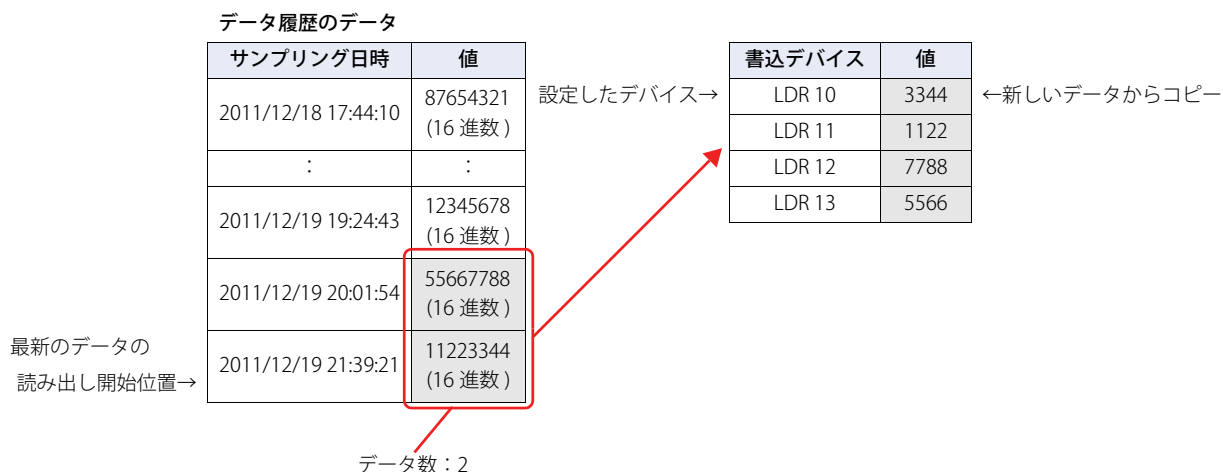 データ履歴のデータ
サンプリング日時 値
2011/12/18 17:44:10 87654321
(16 進数 )
： ：
2011/12/19 19:24:43 12345678
(16 進数 )
2011/12/19 20:01:54 55667788
(16 進数 )
2011/12/19 21:39:21 11223344
(16 進数 )
最新のデータの
読み出し開始位置→
データ数：2
設定したデバイス→
書込デバイス 値
LDR 10 3344
LDR 11 1122
LDR 12 7788
LDR 13 5566
←新しいデータからコピー